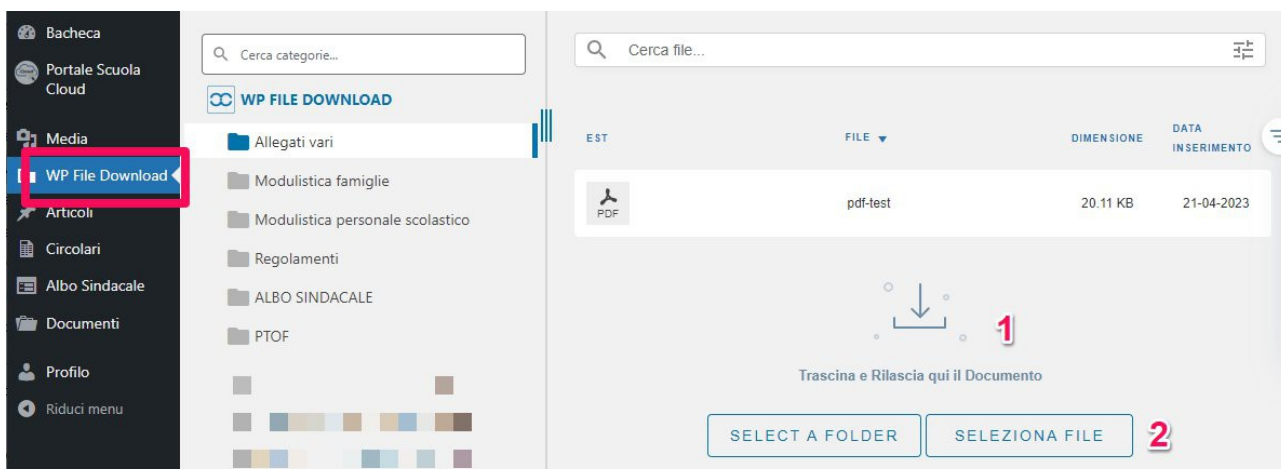 Bacheca
Portale Scuola
Cloud
Media
WP File Download
Articoli
Circolari
Albo Sindacale
Documenti
Profilo
Riduci menu
Cerca categorie...
WP FILE DOWNLOAD
Allegati vari
Modulistica famiglie
Modulistica personale scolastico
Regolamenti
ALBO SINDACALE
PTOF
Cerca file...
EST
FILE
DIMENSIONE
DATA
INSERIMENTO
PDF
pdf-test
20.11 KB
21-04-2023
1
Trascina e Rilascia qui il Documento
SELECT A FOLDER
SELEZIONA FILE
2